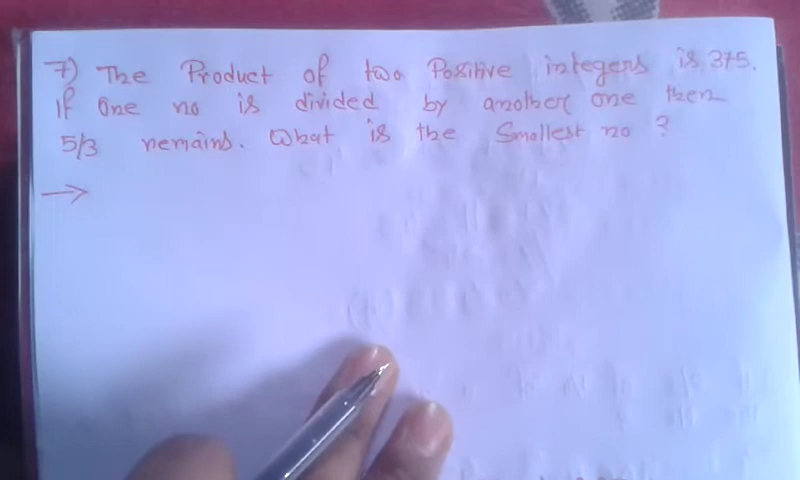 7) The Product of two Positive integers is 375.
If One no is divided by another one then
5/3 remains. What is the Smallest no ?
→